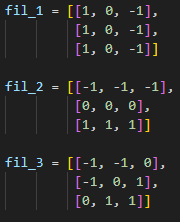 fil_1 = [[1, 0, -1],
[1, 0, -1],
[1, 0, -1]]
fil_2 = [[-1, -1, -1],
[0, 0, 0],
[1, 1, 1]]
fil_3 = [[-1, -1, 0],
[-1, 0, 1],
[0, 1, 1]]